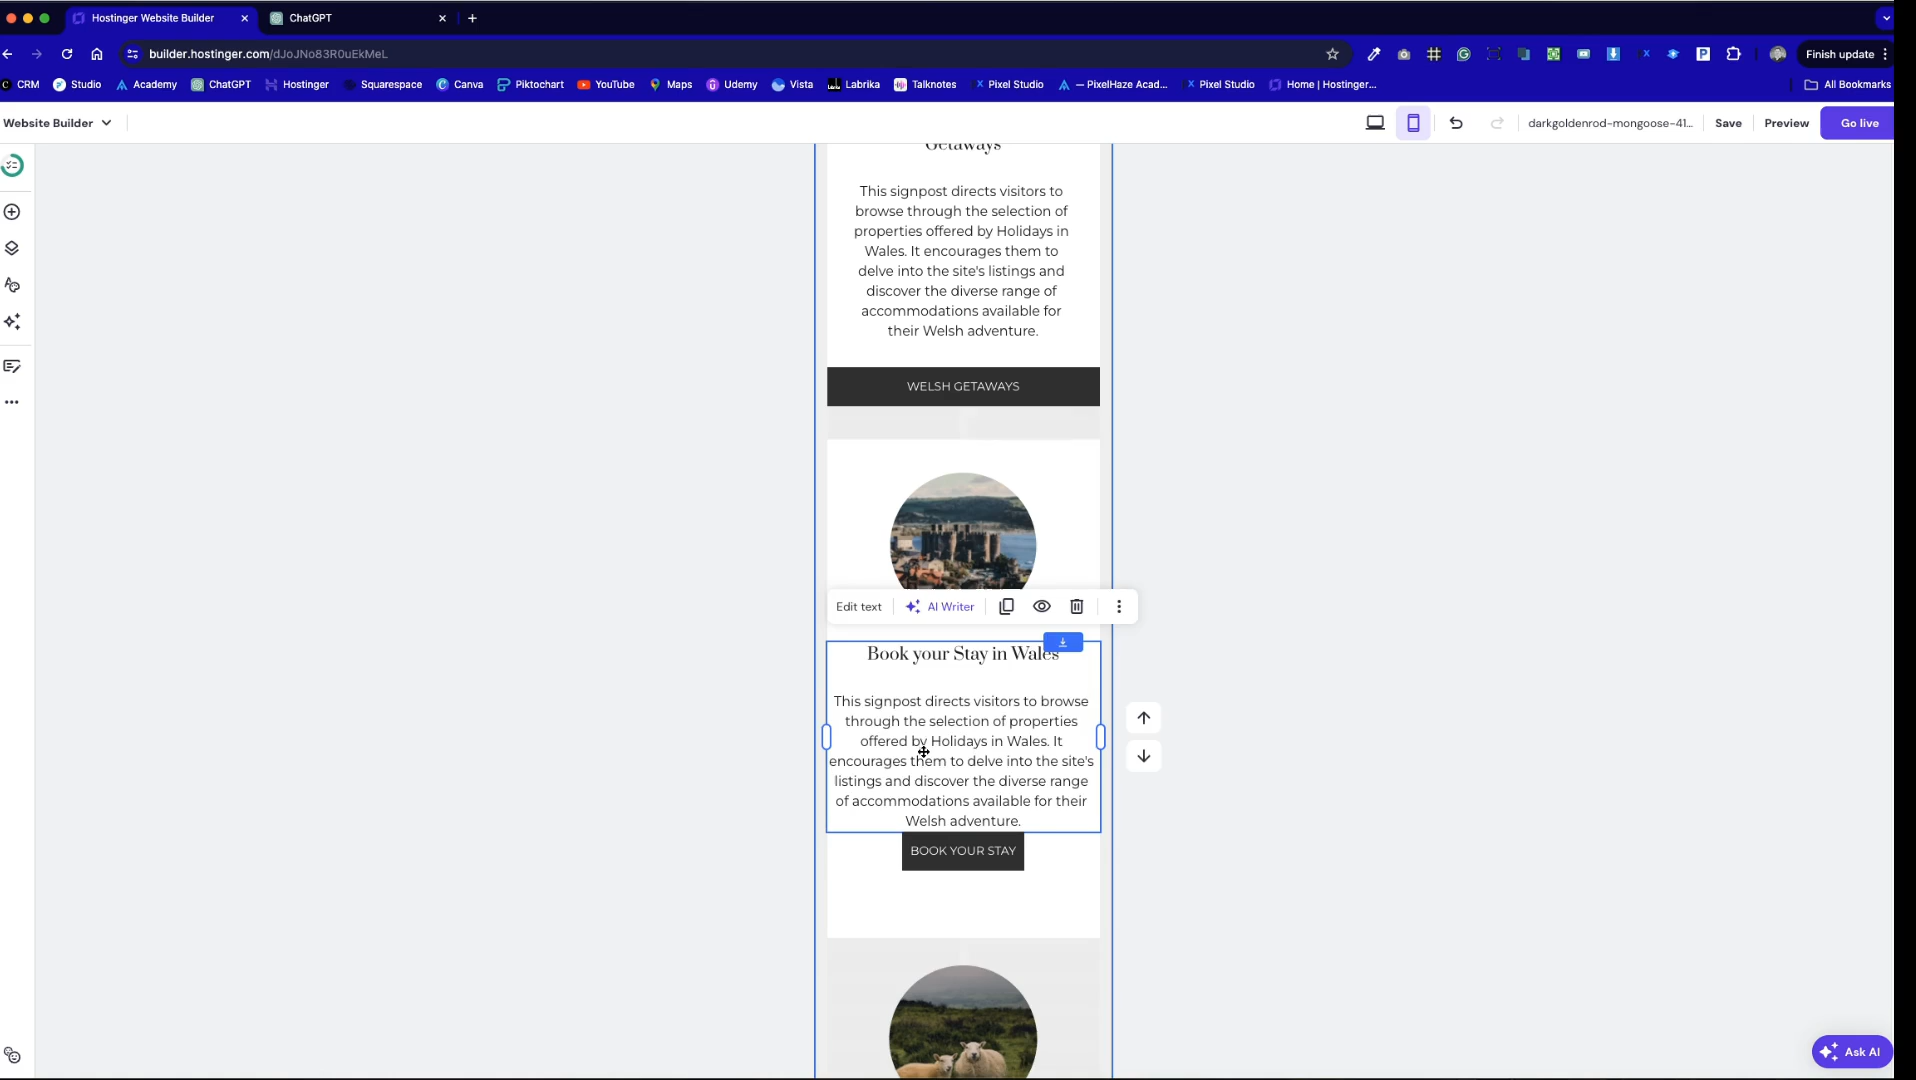 Hostinger Website Builder
ChatGPT
builder.hostinger.com/dJoJNo83R0uEkMeL
Finish update
CRM
Studio
Academy
ChatGPT
Hostinger
Squarespace
Canva
Piktochart
YouTube
Maps
Udemy
Vista
Labrika
Talknotes
Pixel Studio
— PixelHaze Acad...
Pixel Studio
Home | Hostinger...
All Bookmarks
Website Builder
darkgoldenrod-mongoose-41...
Save
Preview
Go live
Getaways
This signpost directs visitors to
browse through the selection of
properties offered by Holidays in
Wales. It encourages them to
delve into the site's listings and
discover the diverse range of
accommodations available for
their Welsh adventure.
WELSH GETAWAYS
Edit text
AI Writer
Book your Stay in Wales
This signpost directs visitors to browse
through the selection of properties
offered by Holidays in Wales. It
encourages them to delve into the site's
listings and discover the diverse range
of accommodations available for their
Welsh adventure.
BOOK YOUR STAY
Ask AI